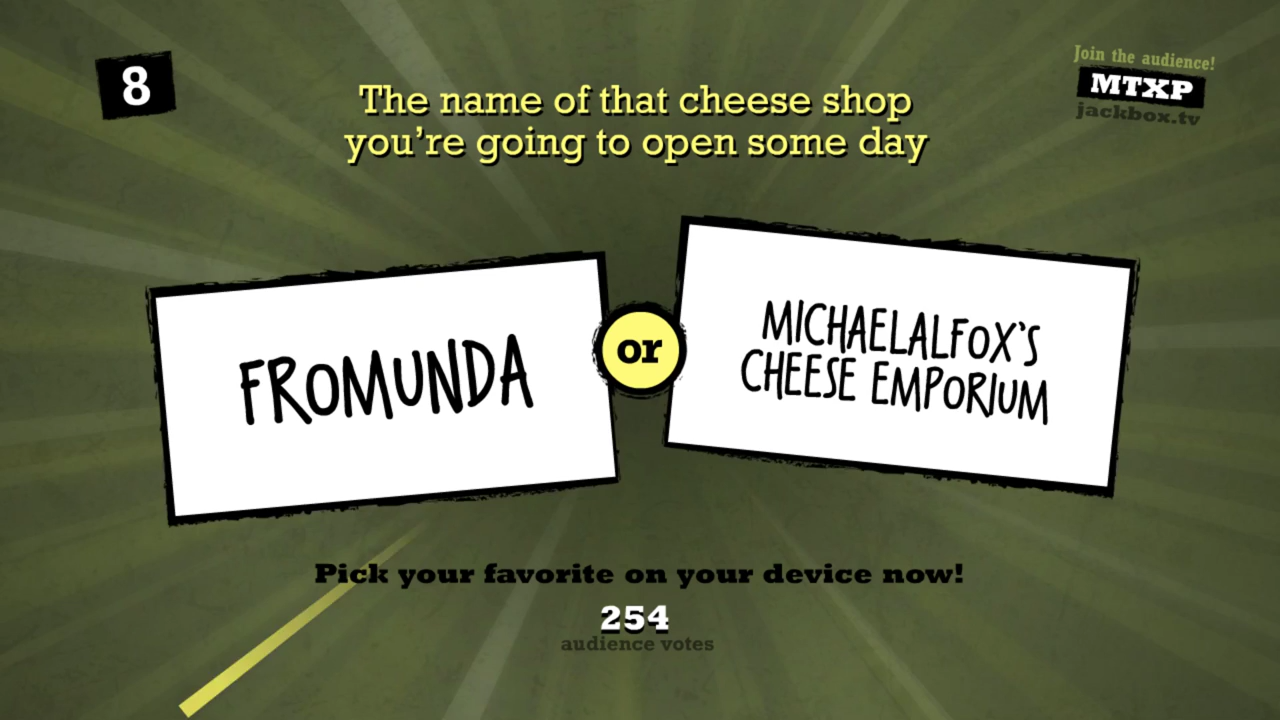 8
The name of that cheese shop
you're going to open some day
Join the audience!
MTXP
jackbox.tv
FROMUNDA
or
MICHAELALFOX'S
CHEESE EMPORIUM
Pick your favorite on your device now!
254
audience votes